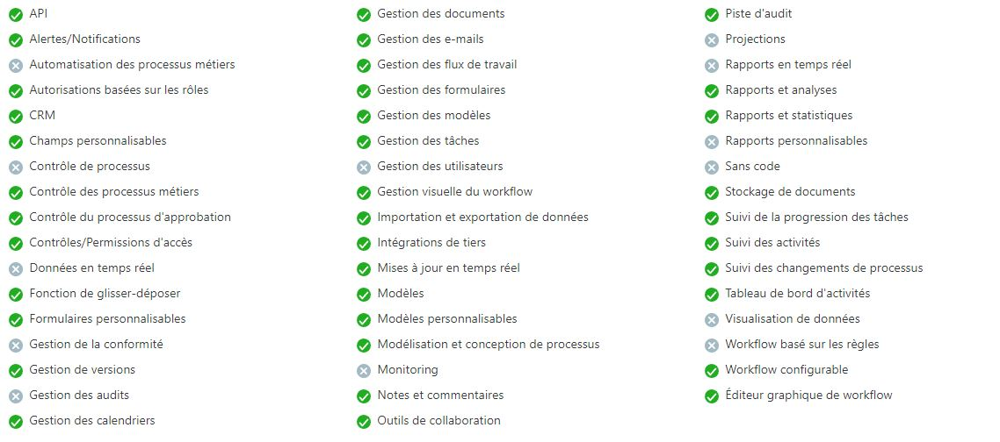 API
Alertes/Notifications
Automatisation des processus métiers
Autorisations basées sur les rôles
CRM
Champs personnalisables
Contrôle de processus
Contrôle des processus métiers
Contrôle du processus d'approbation
Contrôles/Permissions d'accès
Données en temps réel
Fonction de glisser-déposer
Formulaires personnalisables
Gestion de la conformité
Gestion de versions
Gestion des audits
Gestion des calendriers
Gestion des documents
Gestion des e-mails
Gestion des flux de travail
Gestion des formulaires
Gestion des modèles
Gestion des tâches
Gestion des utilisateurs
Gestion visuelle du workflow
Importation et exportation de données
Intégrations de tiers
Mises à jour en temps réel
Modèles
Modèles personnalisables
Modélisation et conception de processus
Monitoring
Notes et commentaires
Outils de collaboration
Piste d'audit
Projections
Rapports en temps réel
Rapports et analyses
Rapports et statistiques
Rapports personnalisables
Sans code
Stockage de documents
Suivi de la progression des tâches
Suivi des activités
Suivi des changements de processus
Tableau de bord d'activités
Visualisation de données
Workflow basé sur les règles
Workflow configurable
Éditeur graphique de workflow